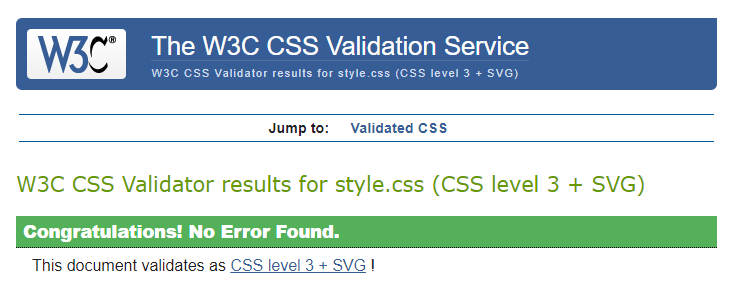 W3C® The W3C CSS Validation Service
W3C CSS Validator results for style.css (CSS level 3 + SVG)
Jump to: Validated CSS
W3C CSS Validator results for style.css (CSS level 3 + SVG)
Congratulations! No Error Found.
This document validates as CSS level 3 + SVG !